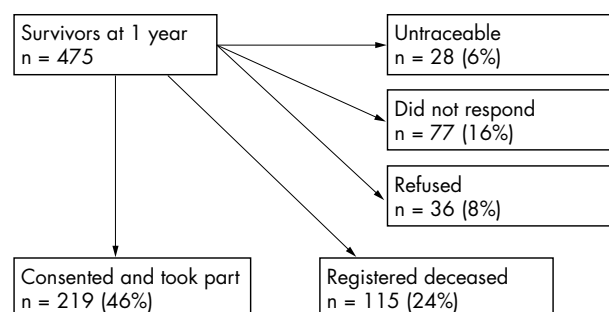 Survivors at 1 year
n = 475
Untraceable
n = 28 (6%)
Did not respond
n = 77 (16%)
Refused
n = 36 (8%)
Consented and took part
n = 219 (46%)
Registered deceased
n = 115 (24%)